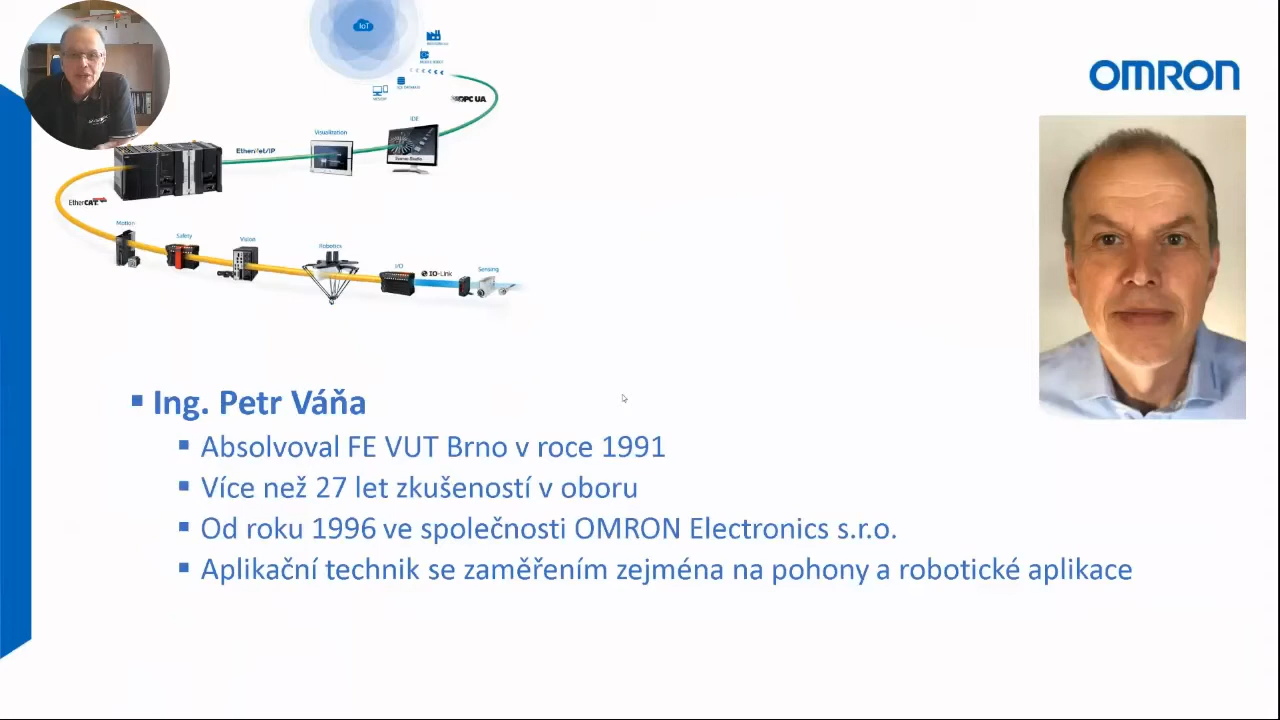 IoT
OMRON
OPC UA
IDE
Visualization
EtherNet/IP
Sysmac Studio
EtherCAT
Motion
Safety
Vision
Robotics
I/O
IO-Link
Sensing
Ing. Petr Váňa
Absolvoval FE VUT Brno v roce 1991
Více než 27 let zkušeností v oboru
Od roku 1996 ve společnosti OMRON Electronics s.r.o.
Aplikační technik se zaměřením zejména na pohony a robotické aplikace